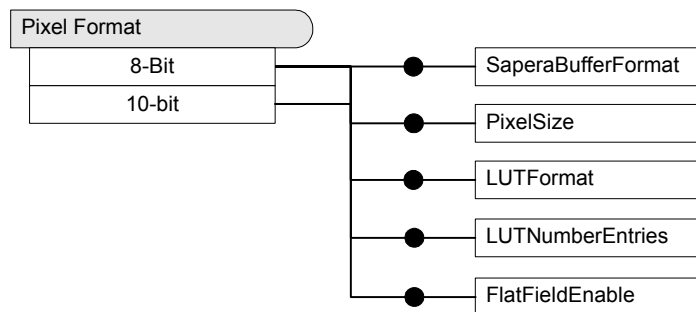 Pixel Format
8-Bit
10-bit
SaperaBufferFormat
PixelSize
LUTFormat
LUTNumberEntries
FlatFieldEnable